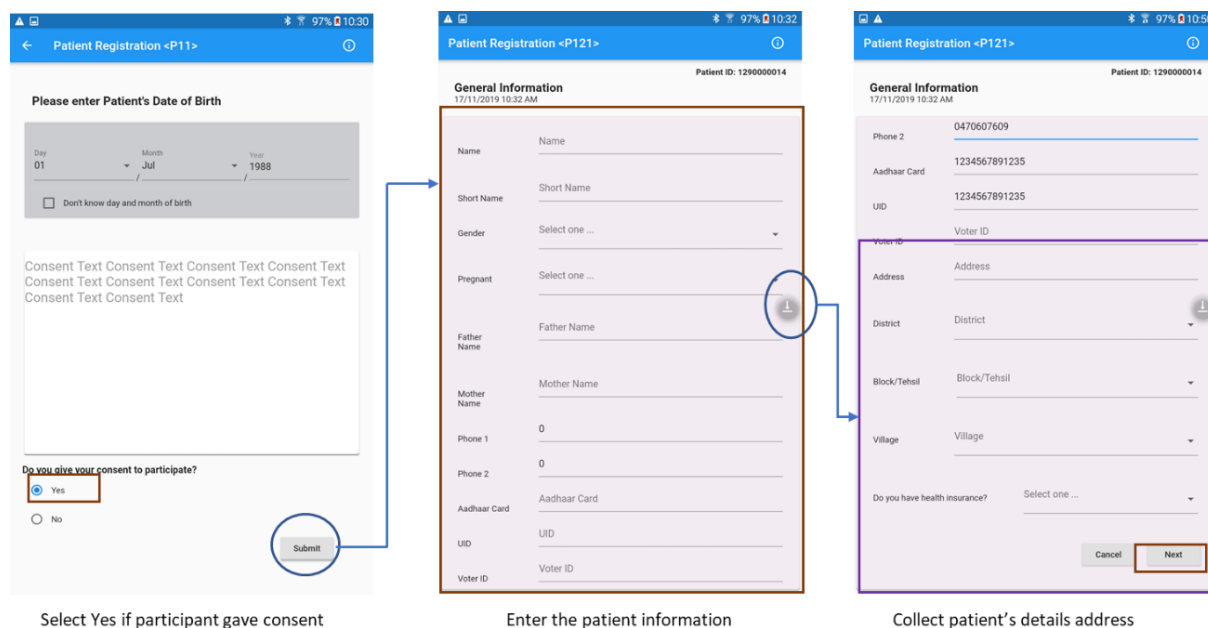 97% 10:30
Patient Registration <P11>
Please enter Patient's Date of Birth
Day Month Year
01 / Jul / 1988
Don't know day and month of birth
Consent Text Consent Text Consent Text Consent Text
Consent Text Consent Text Consent Text Consent Text
Consent Text Consent Text
Do you give your consent to participate?
Yes
No
Submit
Select Yes if participant gave consent
97% 10:32
Patient Registration <P121>
Patient ID: 1290000014
General Information
17/11/2019 10:32 AM
Name Name
Short Name Short Name
Gender Select one ...
Pregnant Select one ...
Father Name Father Name
Mother Name Mother Name
Phone 1 0
Phone 2 0
Aadhaar Card Aadhaar Card
UID UID
Voter ID Voter ID
Enter the patient information
97% 10:5
Patient Registration <P121>
Patient ID: 1290000014
General Information
17/11/2019 10:32 AM
Phone 2 0470607609
Aadhaar Card 1234567891235
UID 1234567891235
Voter ID Voter ID
Address Address
District District
Block/Tehsil Block/Tehsil
Village Village
Do you have health insurance? Select one ...
Cancel Next
Collect patient's details address